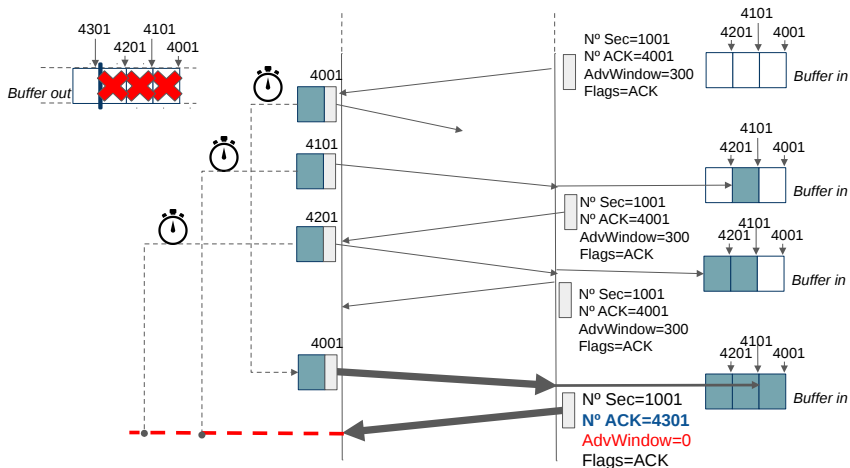 4301
4101
4201
4001
Buffer out
4001
Nº Sec=1001
Nº ACK=4001
AdvWindow=300
Flags=ACK
4101
4201
4001
Buffer in
4101
4101
4201
4001
Buffer in
Nº Sec=1001
Nº ACK=4001
AdvWindow=300
Flags=ACK
4201
4101
4201
4001
Buffer in
Nº Sec=1001
Nº ACK=4001
AdvWindow=300
Flags=ACK
4001
4101
4201
4001
Buffer in
Nº Sec=1001
Nº ACK=4301
AdvWindow=0
Flags=ACK